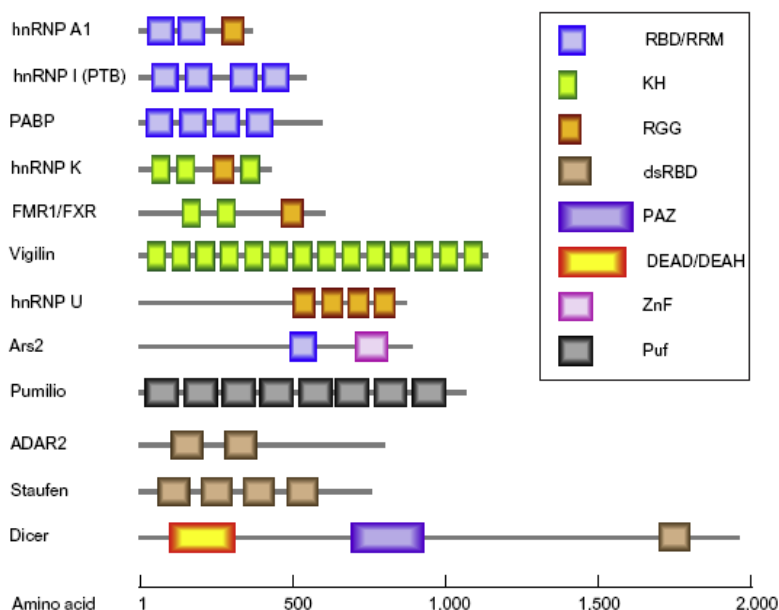 hnRNP A1
hnRNP I (PTB)
PABP
hnRNP K
FMR1/FXR
Vigilin
hnRNP U
Ars2
Pumilio
ADAR2
Staufen
Dicer
RBD/RRM
KH
RGG
dsRBD
PAZ
DEAD/DEAH
ZnF
Puf
Amino acid 1 500 1.000 1.500 2.000